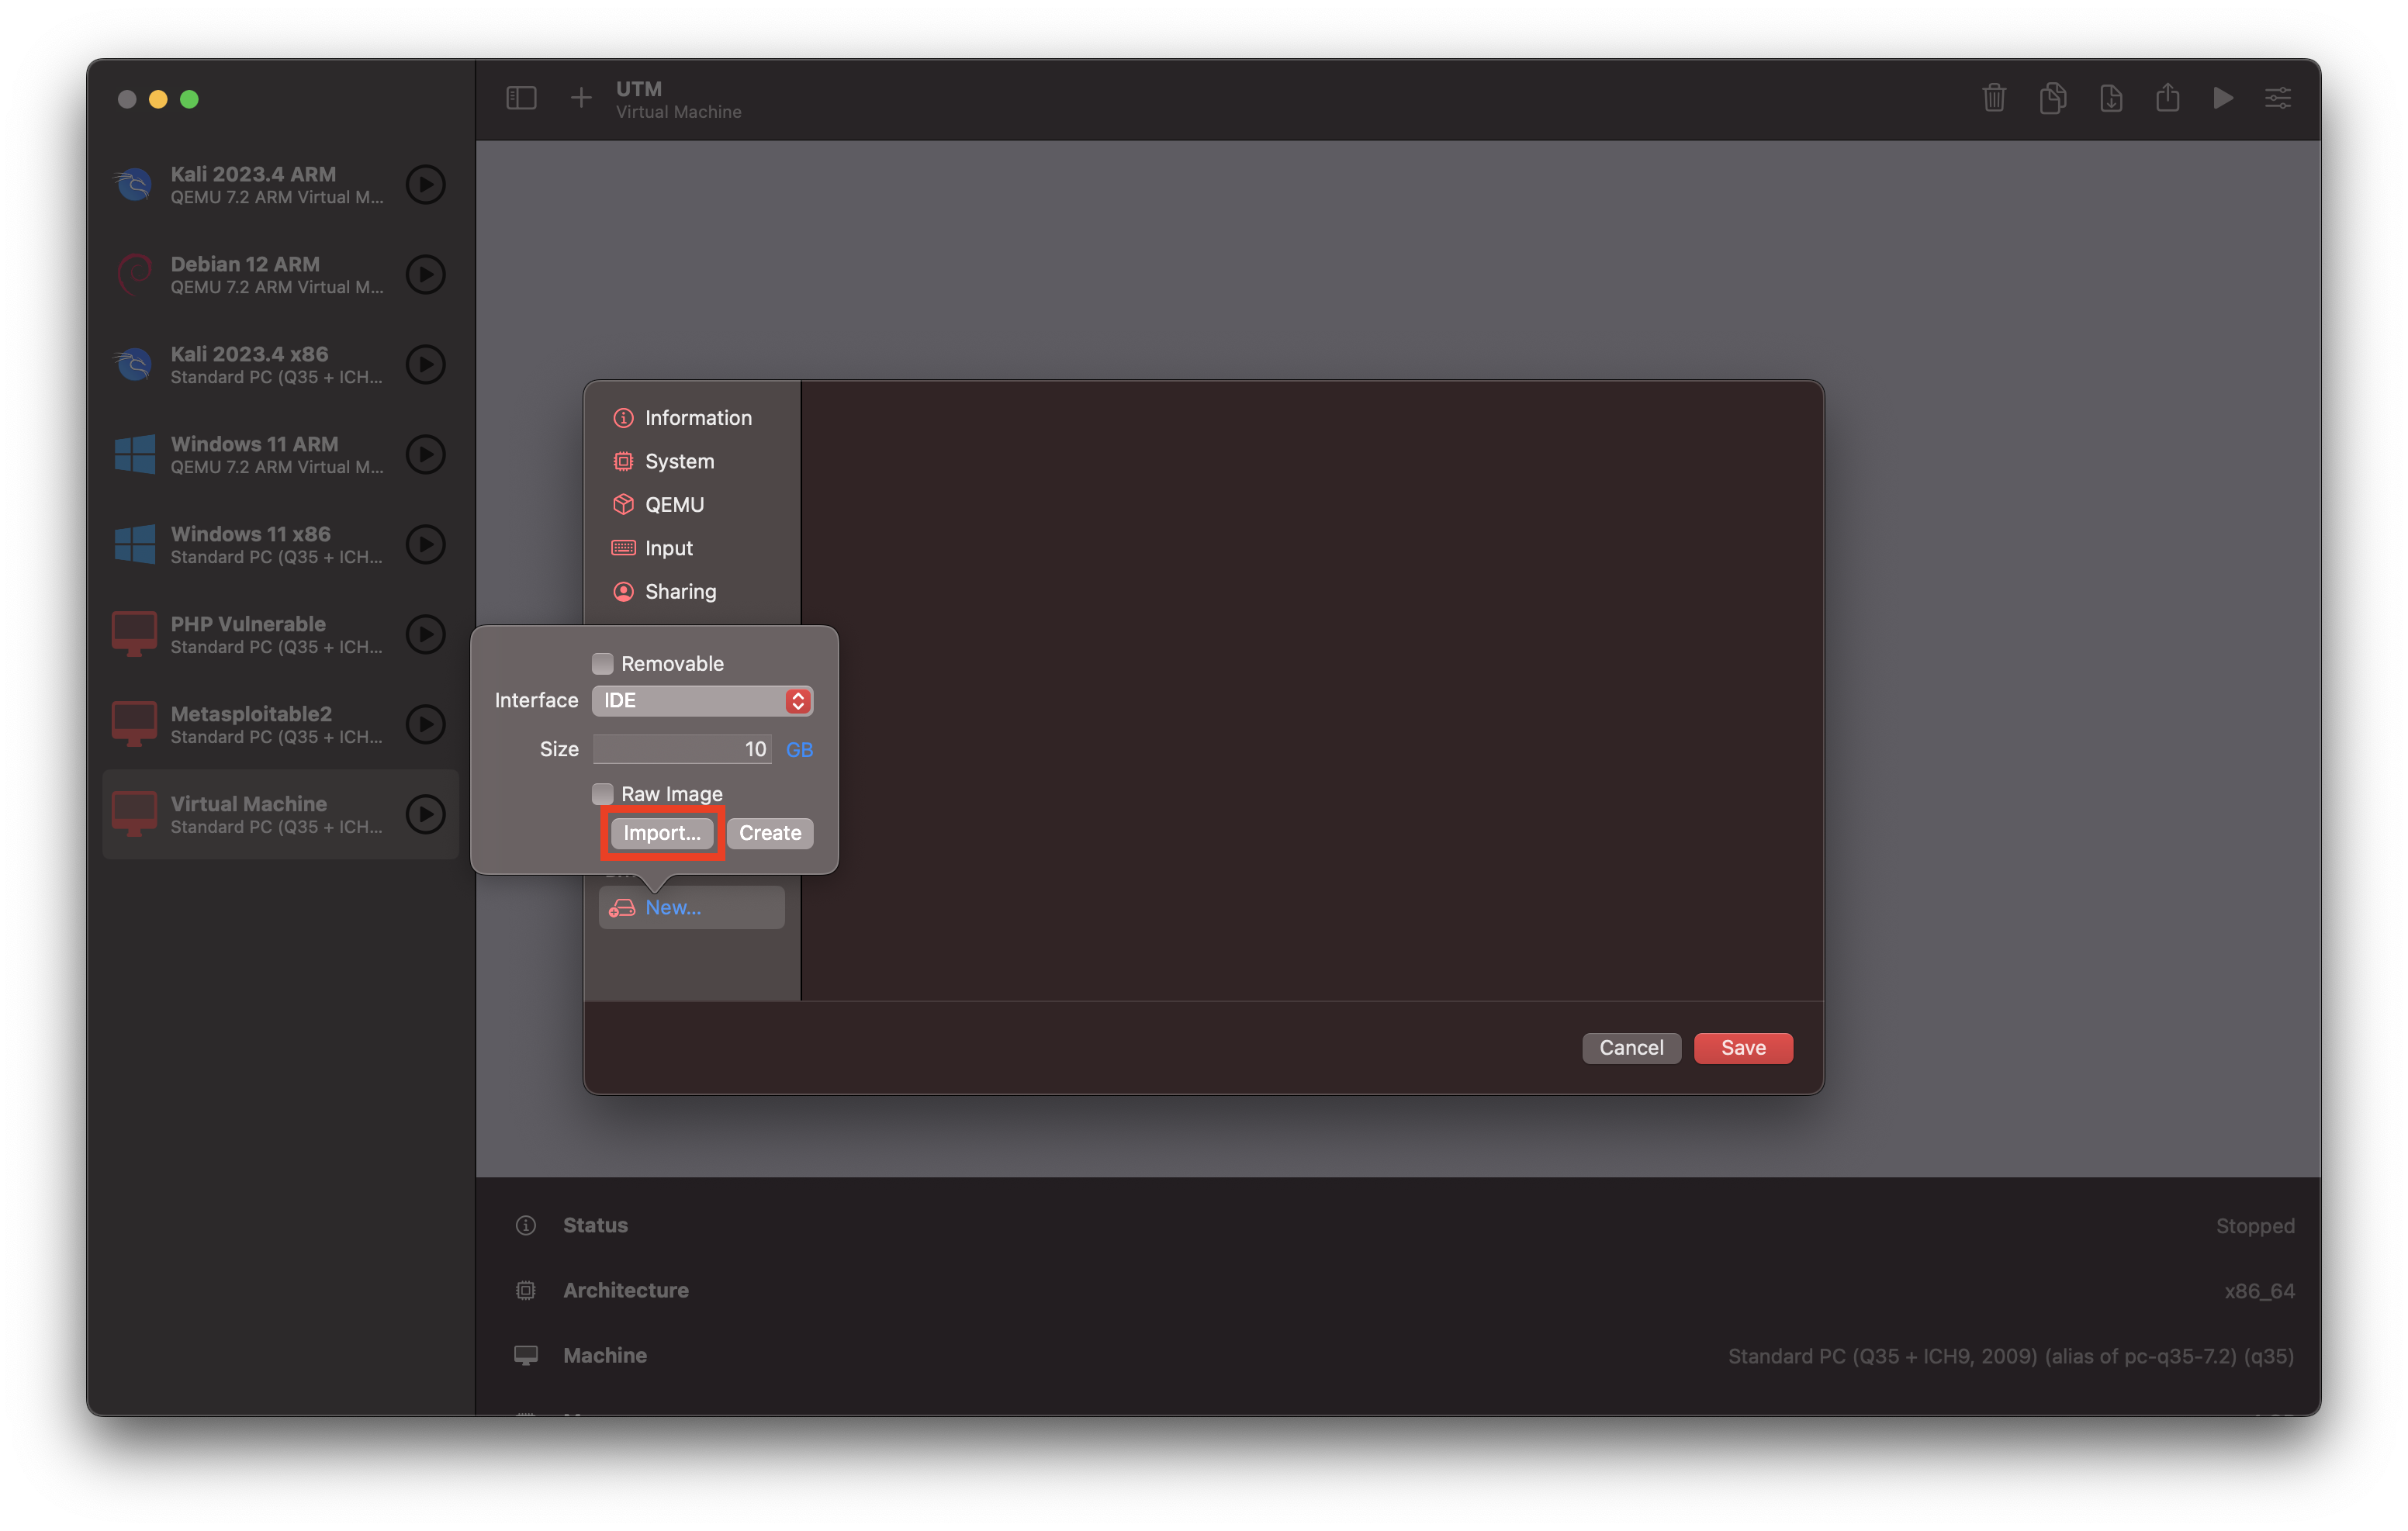 UTM
Virtual Machine
Kali 2023.4 ARM
QEMU 7.2 ARM Virtual M...
Debian 12 ARM
QEMU 7.2 ARM Virtual M...
Kali 2023.4 x86
Standard PC (Q35 + ICH...
Windows 11 ARM
QEMU 7.2 ARM Virtual M...
Windows 11 x86
Standard PC (Q35 + ICH...
PHP Vulnerable
Standard PC (Q35 + ICH...
Metasploitable2
Standard PC (Q35 + ICH...
Virtual Machine
Standard PC (Q35 + ICH...
Information
System
QEMU
Input
Sharing
Removable
Interface IDE
Size 10 GB
Raw Image
Import... Create
New...
Cancel Save
Status Stopped
Architecture x86_64
Machine Standard PC (Q35 + ICH9, 2009) (alias of pc-q35-7.2) (q35)